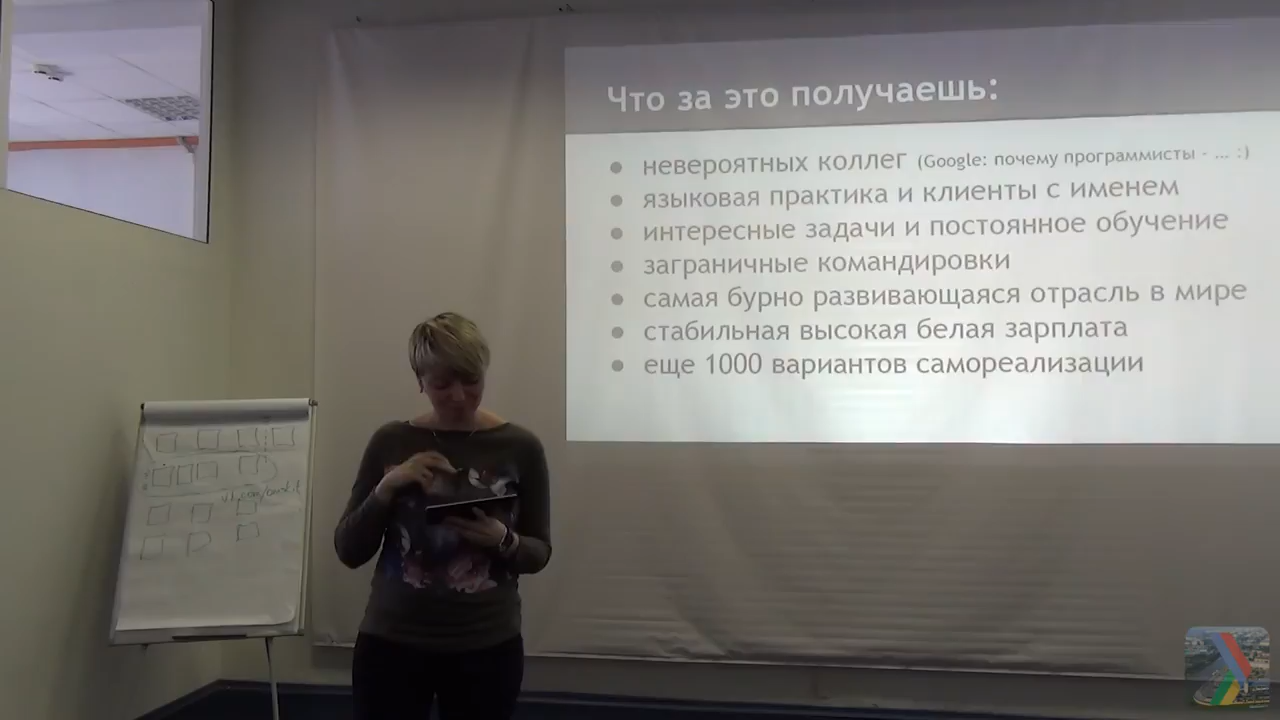 Что за это получаешь:
● невероятных коллег (Google: почему программисты - ... :)
● языковая практика и клиенты с именем
● интересные задачи и постоянное обучение
● заграничные командировки
● самая бурно развивающаяся отрасль в мире
● стабильная высокая белая зарплата
● еще 1000 вариантов самореализации